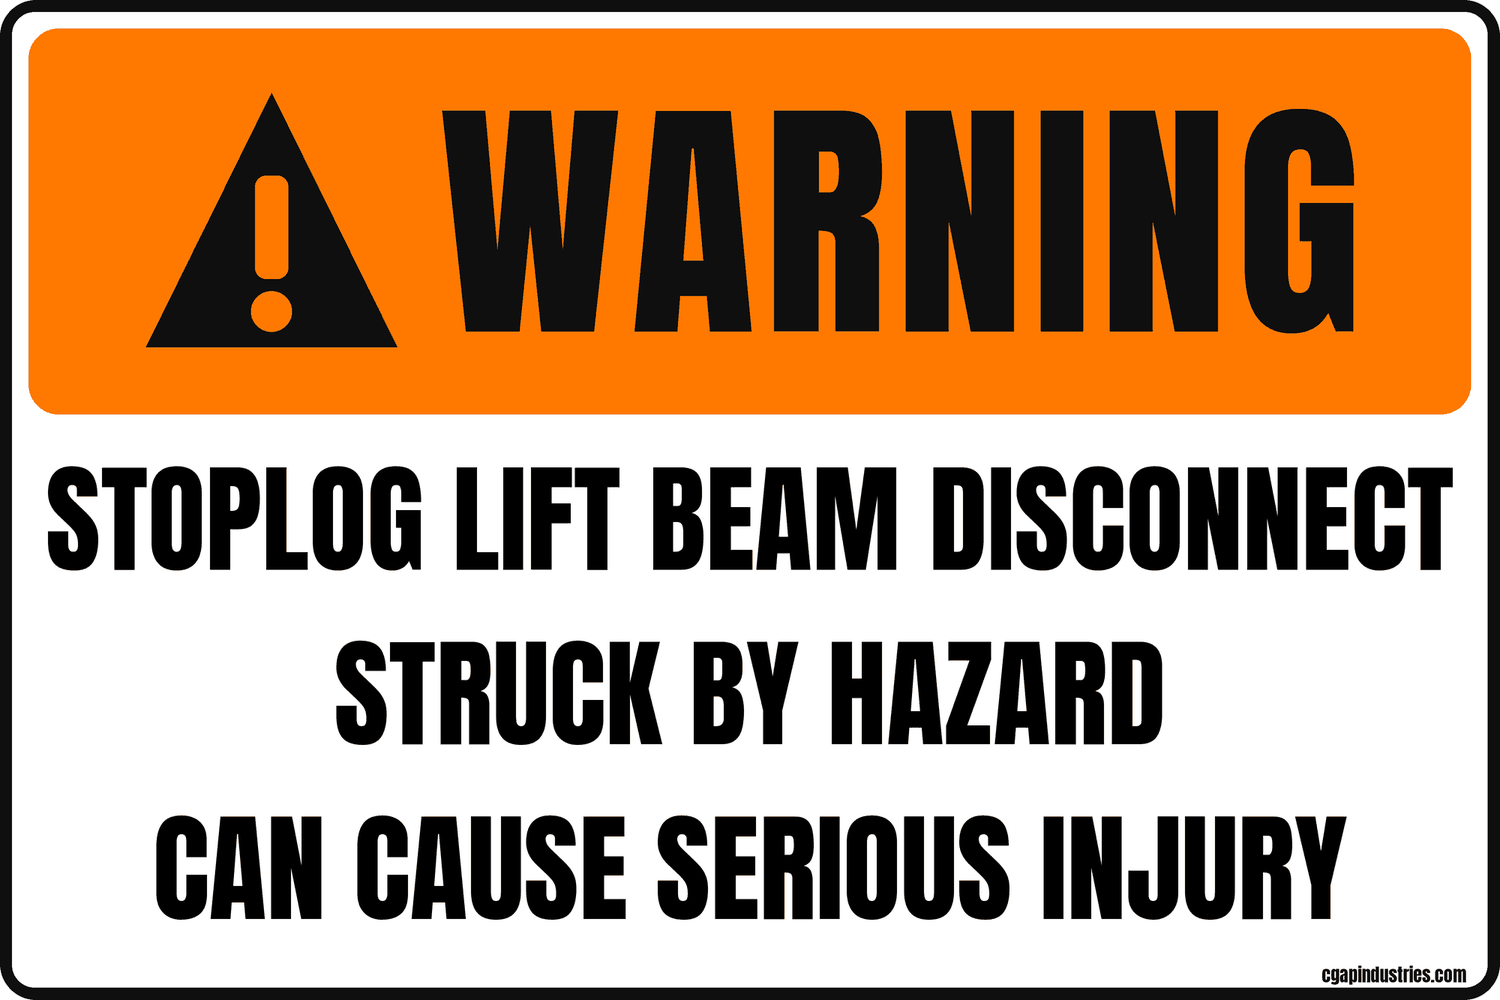 WARNING
STOPLOG LIFT BEAM DISCONNECT
STRUCK BY HAZARD
CAN CAUSE SERIOUS INJURY
cgapindustries.com